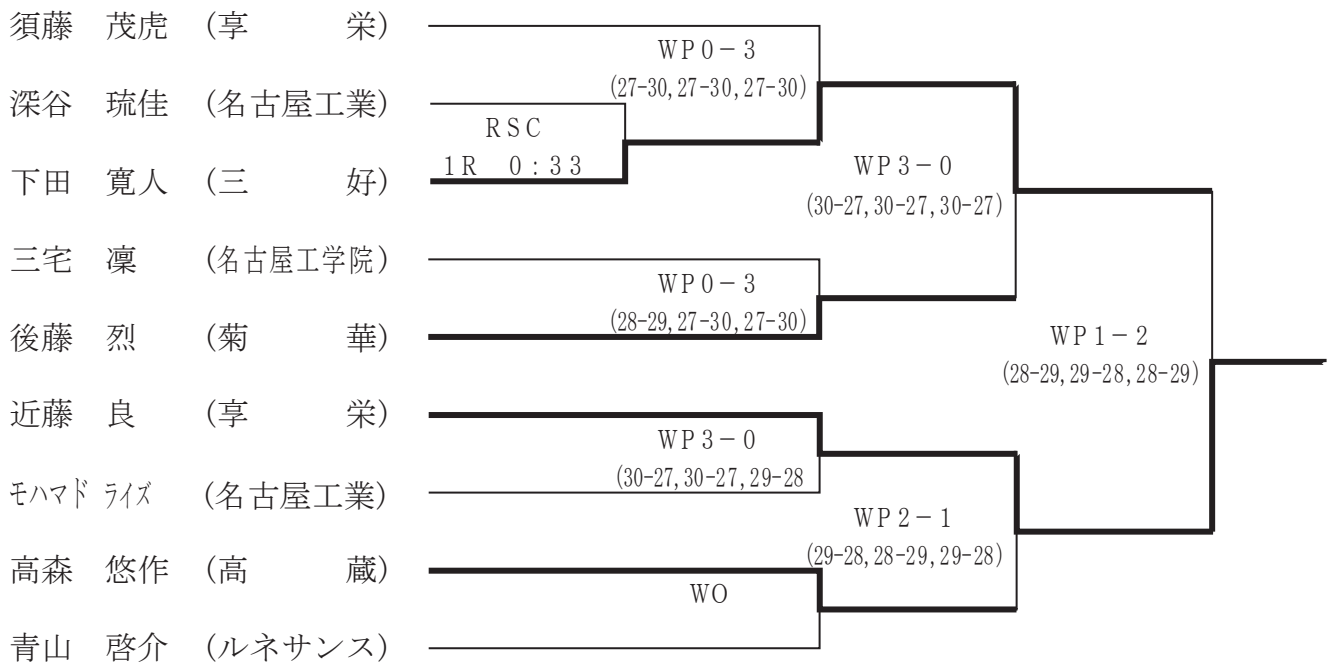 須藤 茂虎 (享 栄)
WP0-3
(27-30,27-30,27-30)
深谷 琉佳 (名古屋工業)
RSC
1R 0:33
下田 寛人 (三 好)
WP3-0
(30-27,30-27,30-27)
三宅 凜 (名古屋工学院)
WP0-3
(28-29,27-30,27-30)
後藤 烈 (菊 華)
WP1-2
(28-29,29-28,28-29)
近藤 良 (享 栄)
WP3-0
(30-27,30-27,29-28
モハマド ライズ (名古屋工業)
WP2-1
(29-28,28-29,29-28)
高森 悠作 (高 蔵)
WO
青山 啓介 (ルネサンス)